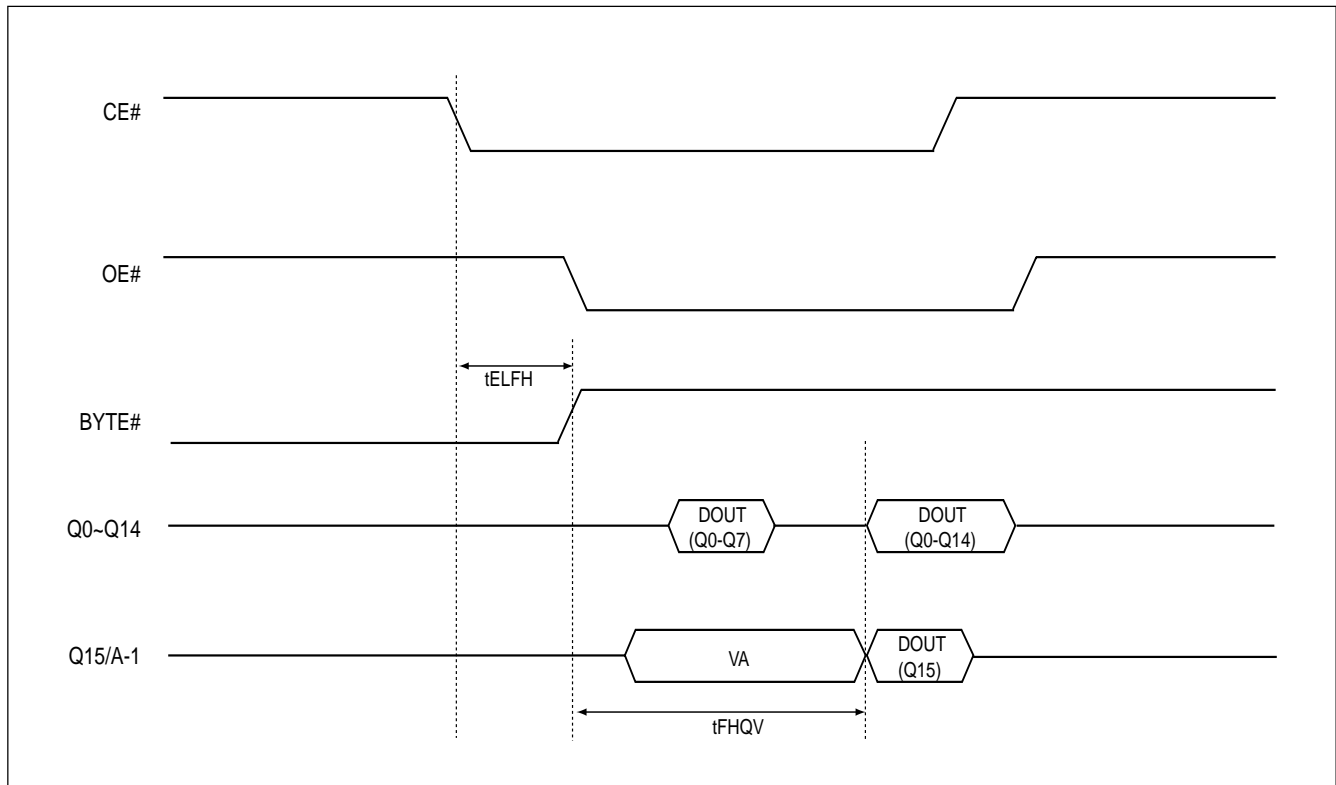 CE#
OE#
tELFH
BYTE#
Q0~Q14
DOUT
(Q0-Q7)
DOUT
(Q0-Q14)
Q15/A-1
VA
DOUT
(Q15)
tFHQV